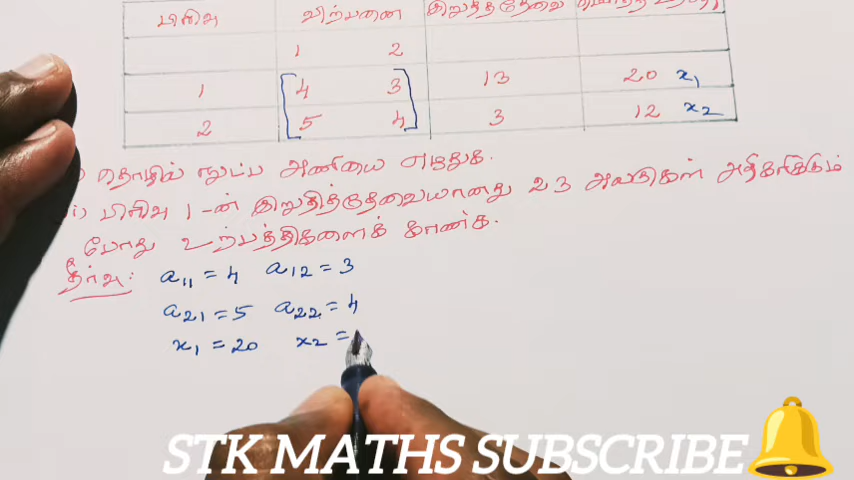 பிரிவு விற்பனை இறுதித்தேவை
1 2
1 4 3 13 20 x₁
2 5 4 3 12 x₂
) தொழில் நுட்ப அணியை எழுதுக.
ii) பிரிவு 1-ன் இறுதித்தேவையானது 23 அலகுகள் அதிகரிக்கும்
போது உற்பத்திகளைக் காண்க.
தீர்வு: a₁₁ = 4 a₁₂ = 3
a₂₁ = 5 a₂₂ = 4
x₁ = 20 x₂ =
STK MATHS SUBSCRIBE